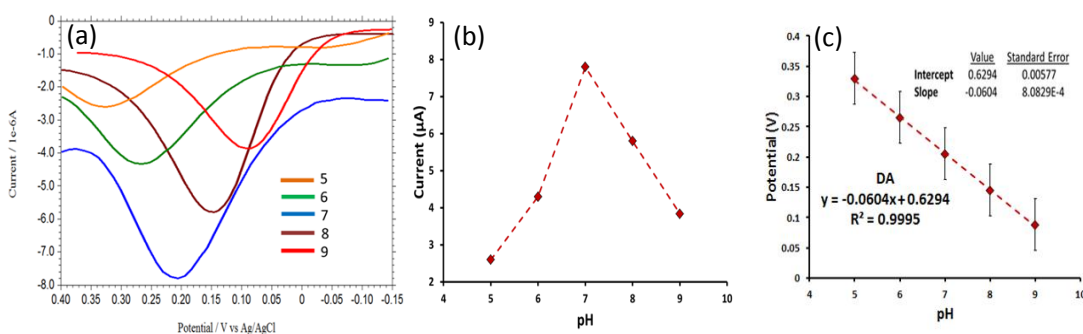 (a)
0
-1.0
-2.0
-3.0
-4.0
-5.0
-6.0
-7.0
-8.0
Current / 1e-6A
0.40 0.35 0.30 0.25 0.20 0.15 0.10 0.05 0 -0.05 -0.10 -0.15
Potential / V vs Ag/AgCl
5
6
7
8
9
(b)
9
8
7
6
5
4
3
2
Current (µA)
4 5 6 7 8 9 10
pH
(c)
0.4
0.35
0.3
0.25
0.2
0.15
0.1
0.05
0
Potential (V)
Value Standard Error
Intercept 0.6294 0.00577
Slope -0.0604 8.0829E-4
DA
y = -0.0604x + 0.6294
R² = 0.9995
4 5 6 7 8 9 10
pH